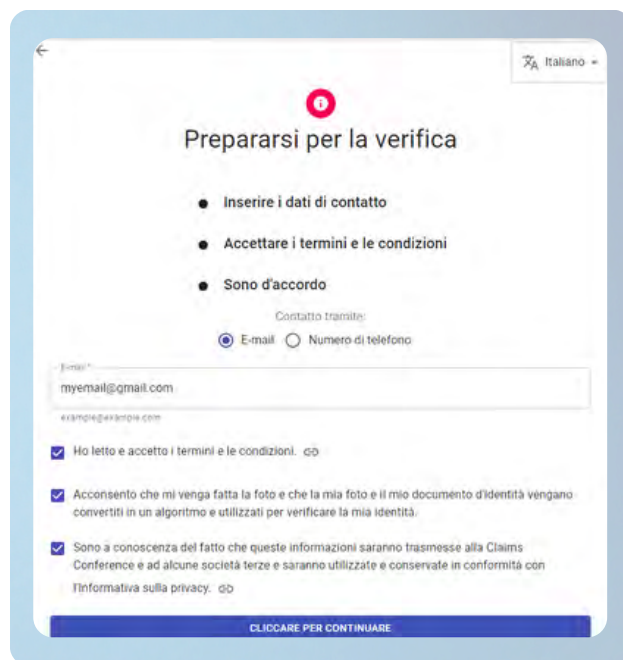 Italiano
Prepararsi per la verifica
Inserire i dati di contatto
Accettare i termini e le condizioni
Sono d'accordo
Contatto tramite:
E-mail Numero di telefono
E-mail *
myemail@gmail.com
example@example.com
Ho letto e accetto i termini e le condizioni.
Acconsento che mi venga fatta la foto e che la mia foto e il mio documento d'identità vengano
convertiti in un algoritmo e utilizzati per verificare la mia identità.
Sono a conoscenza del fatto che queste informazioni saranno trasmesse alla Claims
Conference e ad alcune società terze e saranno utilizzate e conservate in conformità con
l'Informativa sulla privacy.
CLICCARE PER CONTINUARE